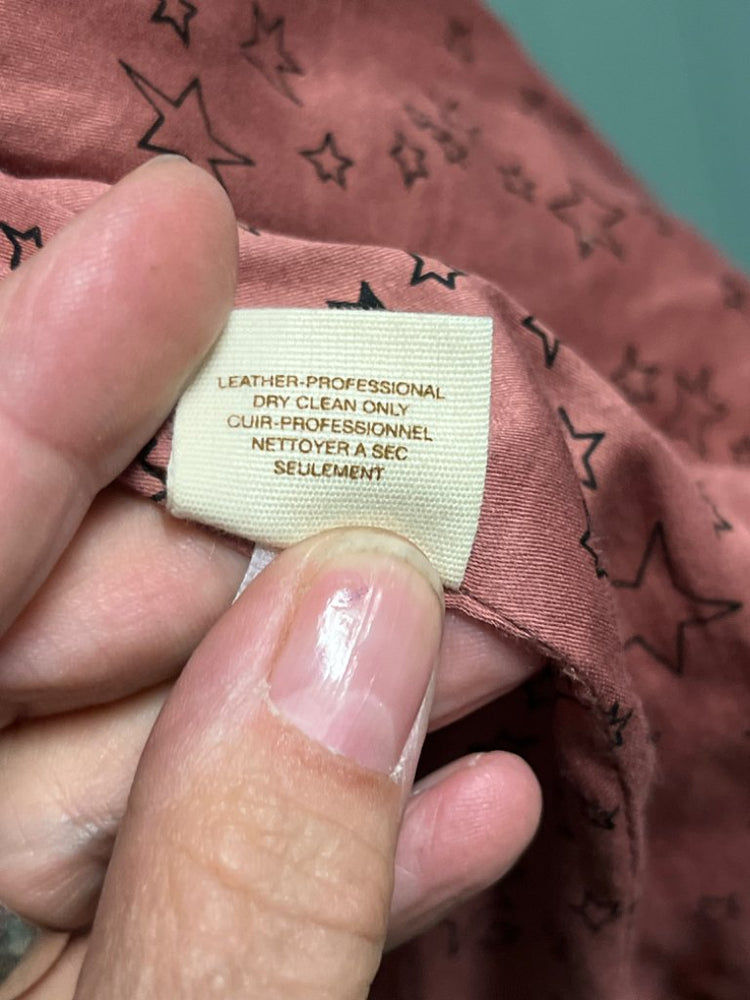 LEATHER-PROFESSIONAL
DRY CLEAN ONLY
CUIR-PROFESSIONNEL
NETTOYER A SEC
SEULEMENT